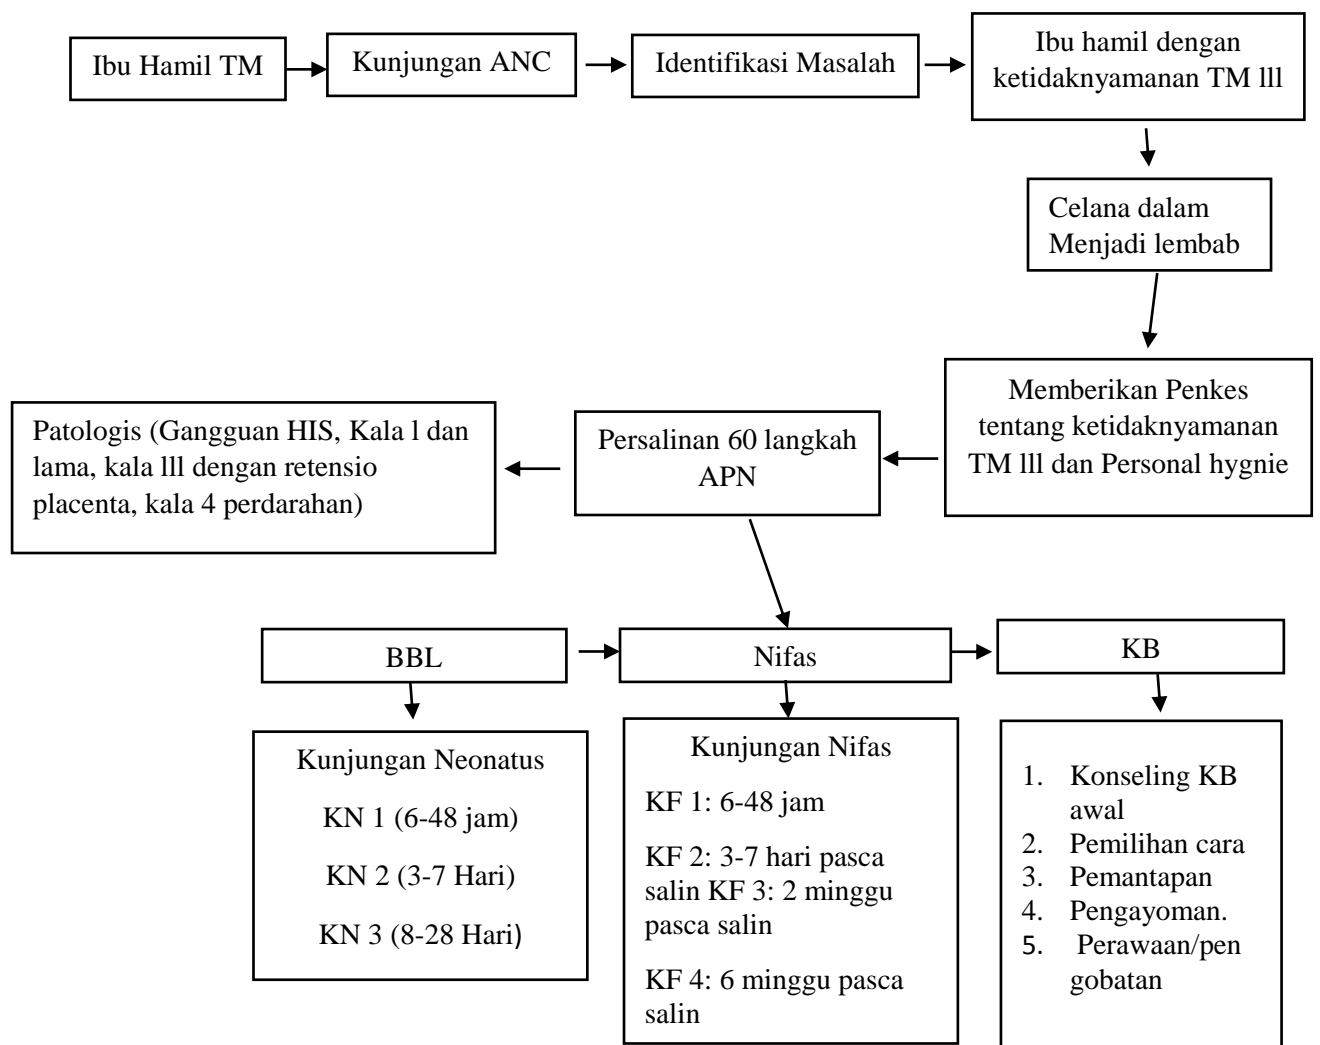 Ibu Hamil TM
Kunjungan ANC
Identifikasi Masalah
Ibu hamil dengan
ketidaknyamanan TM lll
Celana dalam
Menjadi lembab
Memberikan Penkes
tentang ketidaknyamanan
TM lll dan Personal hygnie
Persalinan 60 langkah
APN
Patologis (Gangguan HIS, Kala l dan
lama, kala lll dengan retensio
placenta, kala 4 perdarahan)
BBL
Nifas
KB
Kunjungan Neonatus
KN 1 (6-48 jam)
KN 2 (3-7 Hari)
KN 3 (8-28 Hari)
Kunjungan Nifas
KF 1: 6-48 jam
KF 2: 3-7 hari pasca
salin KF 3: 2 minggu
pasca salin
KF 4: 6 minggu pasca
salin
1. Konseling KB
awal
2. Pemilihan cara
3. Pemantapan
4. Pengayoman.
5. Perawaan/pen
gobatan